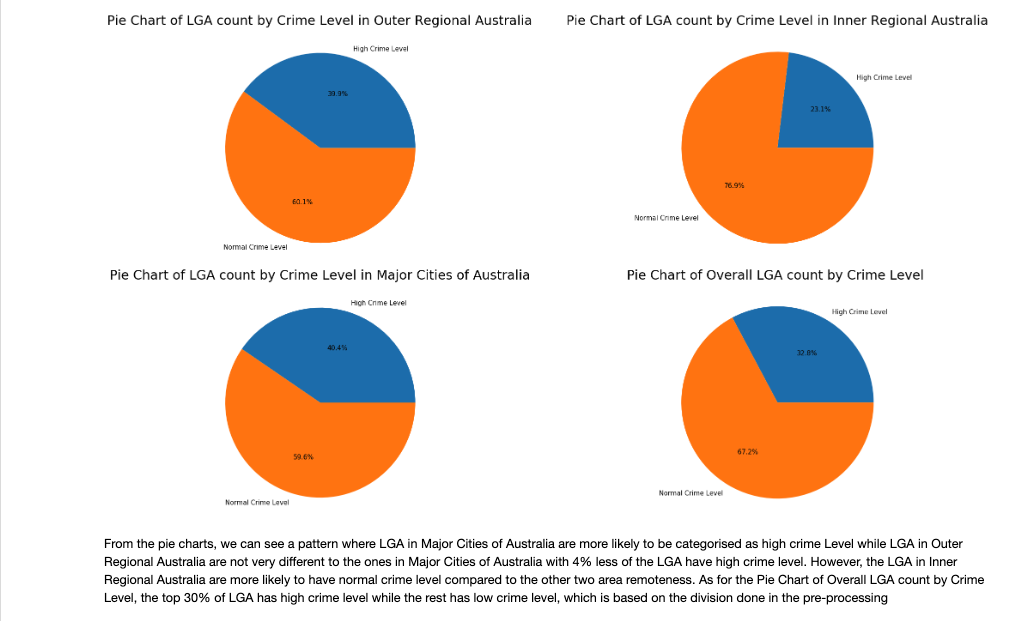 Pie Chart of LGA count by Crime Level in Outer Regional Australia
High Crime Level
39.9%
60.1%
Normal Crime Level
Pie Chart of LGA count by Crime Level in Inner Regional Australia
High Crime Level
23.1%
76.9%
Normal Crime Level
Pie Chart of LGA count by Crime Level in Major Cities of Australia
High Crime Level
40.4%
59.6%
Normal Crime Level
Pie Chart of Overall LGA count by Crime Level
High Crime Level
32.8%
67.2%
Normal Crime Level
From the pie charts, we can see a pattern where LGA in Major Cities of Australia are more likely to be categorised as high crime Level while LGA in Outer
Regional Australia are not very different to the ones in Major Cities of Australia with 4% less of the LGA have high crime level. However, the LGA in Inner
Regional Australia are more likely to have normal crime level compared to the other two area remoteness. As for the Pie Chart of Overall LGA count by Crime
Level, the top 30% of LGA has high crime level while the rest has low crime level, which is based on the division done in the pre-processing